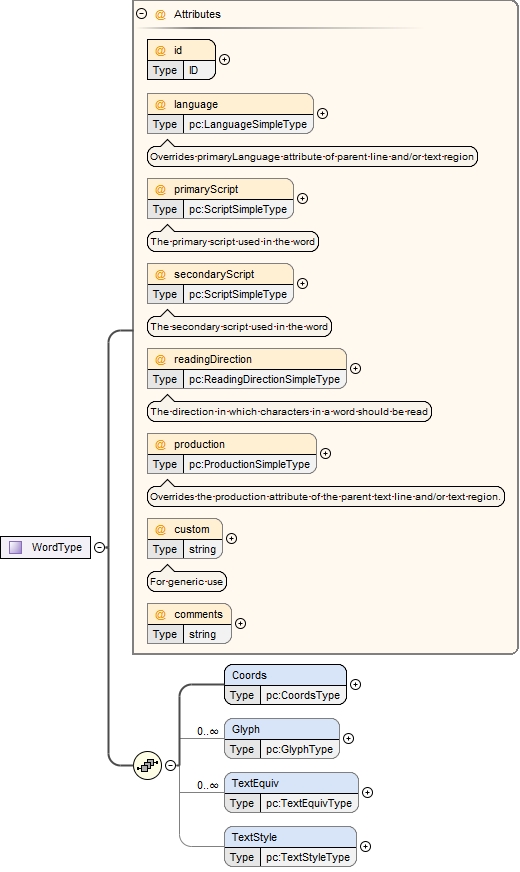 @ Attributes
@ id
Type ID
@ language
Type pc:LanguageSimpleType
Overrides·primaryLanguage·attribute·of·parent·line·and/or·text·region
@ primaryScript
Type pc:ScriptSimpleType
The·primary·script·used·in·the·word
@ secondaryScript
Type pc:ScriptSimpleType
The·secondary·script·used·in·the·word
@ readingDirection
Type pc:ReadingDirectionSimpleType
The·direction·in·which·characters·in·a·word·should·be·read
@ production
Type pc:ProductionSimpleType
Overrides·the·production·attribute·of·the·parent·text·line·and/or·text·region.
@ custom
Type string
For·generic·use
@ comments
Type string
WordType
Coords
Type pc:CoordsType
0..∞ Glyph
Type pc:GlyphType
0..∞ TextEquiv
Type pc:TextEquivType
TextStyle
Type pc:TextStyleType